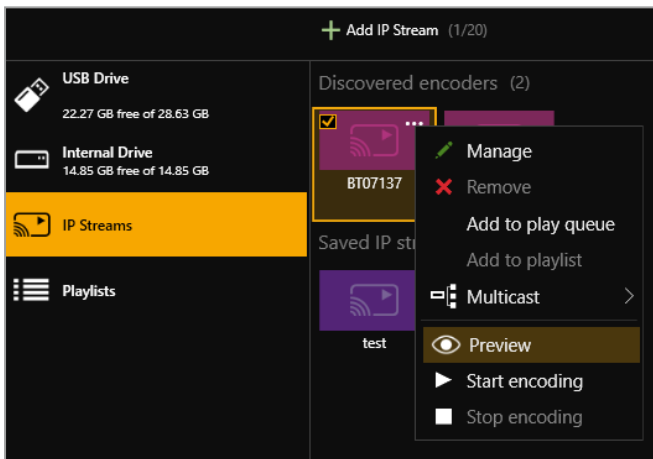 Add IP Stream (1/20)
USB Drive
22.27 GB free of 28.63 GB
Internal Drive
14.85 GB free of 14.85 GB
IP Streams
Playlists
Discovered encoders (2)
BT07137
Saved IP str
test
Manage
Remove
Add to play queue
Add to playlist
Multicast
Preview
Start encoding
Stop encoding